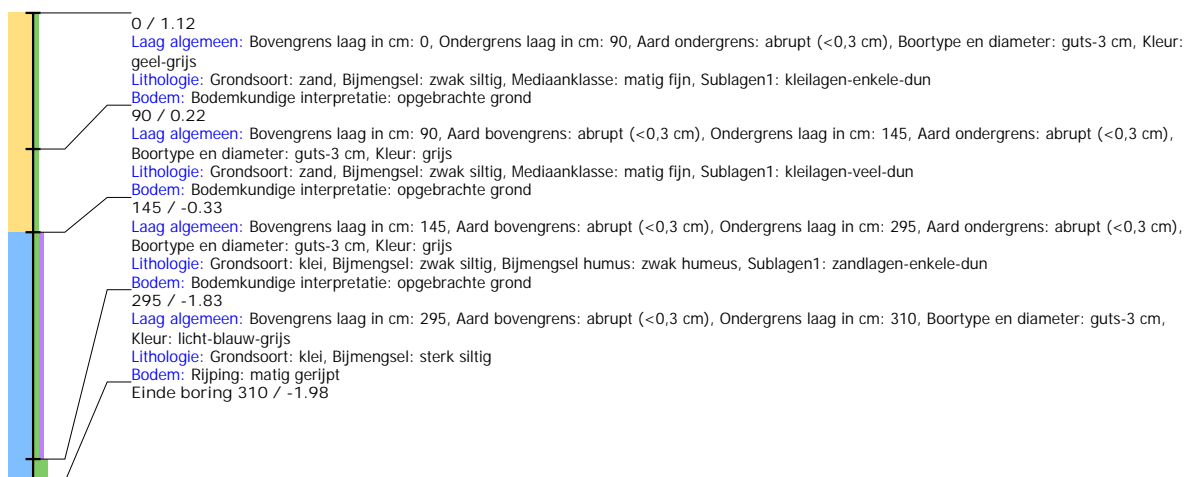 0 / 1.12
Laag algemeen: Bovengrens laag in cm: 0, Ondergrens laag in cm: 90, Aard ondergrens: abrupt (<0,3 cm), Boortype en diameter: guts-3 cm, Kleur:
geel-grijs
Lithologie: Grondsoort: zand, Bijmengsel: zwak siltig, Mediaanklasse: matig fijn, Sublagen1: kleilagen-enkele-dun
Bodem: Bodemkundige interpretatie: opgebrachte grond
90 / 0.22
Laag algemeen: Bovengrens laag in cm: 90, Aard bovengrens: abrupt (<0,3 cm), Ondergrens laag in cm: 145, Aard ondergrens: abrupt (<0,3 cm),
Boortype en diameter: guts-3 cm, Kleur: grijs
Lithologie: Grondsoort: zand, Bijmengsel: zwak siltig, Mediaanklasse: matig fijn, Sublagen1: kleilagen-veel-dun
Bodem: Bodemkundige interpretatie: opgebrachte grond
145 / -0.33
Laag algemeen: Bovengrens laag in cm: 145, Aard bovengrens: abrupt (<0,3 cm), Ondergrens laag in cm: 295, Aard ondergrens: abrupt (<0,3 cm),
Boortype en diameter: guts-3 cm, Kleur: grijs
Lithologie: Grondsoort: klei, Bijmengsel: zwak siltig, Bijmengsel humus: zwak humeus, Sublagen1: zandlagen-enkele-dun
Bodem: Bodemkundige interpretatie: opgebrachte grond
295 / -1.83
Laag algemeen: Bovengrens laag in cm: 295, Aard bovengrens: abrupt (<0,3 cm), Ondergrens laag in cm: 310, Boortype en diameter: guts-3 cm,
Kleur: licht-blauw-grijs
Lithologie: Grondsoort: klei, Bijmengsel: sterk siltig
Bodem: Rijping: matig gerijpt
Einde boring 310 / -1.98